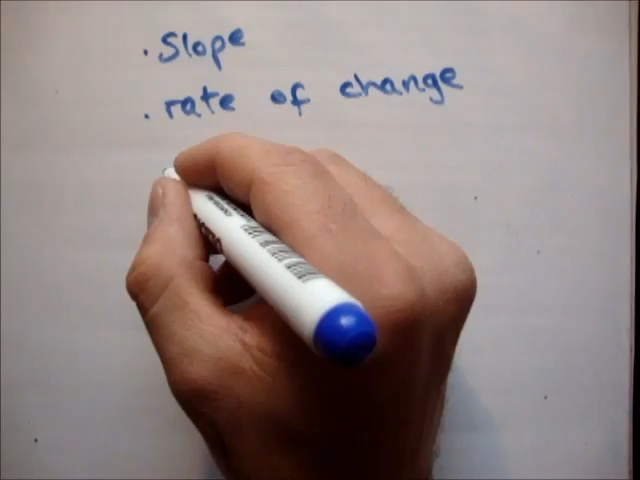 . Slope
. rate of change